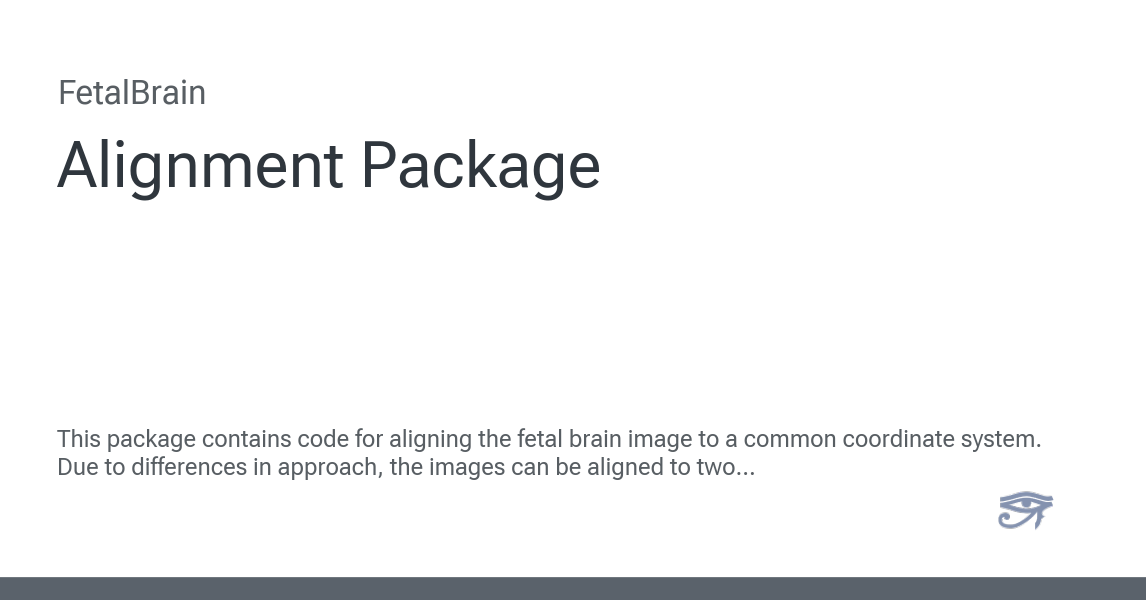 FetalBrain
Alignment Package
This package contains code for aligning the fetal brain image to a common coordinate system.
Due to differences in approach, the images can be aligned to two...